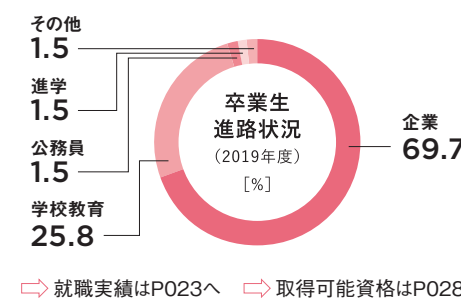 その他
1.5
進学
1.5
公務員
1.5
学校教育
25.8
卒業生
進路状況
(2019年度)
[%]
企業
69.7
⇨ 就職実績はP023へ ⇨ 取得可能資格はP028